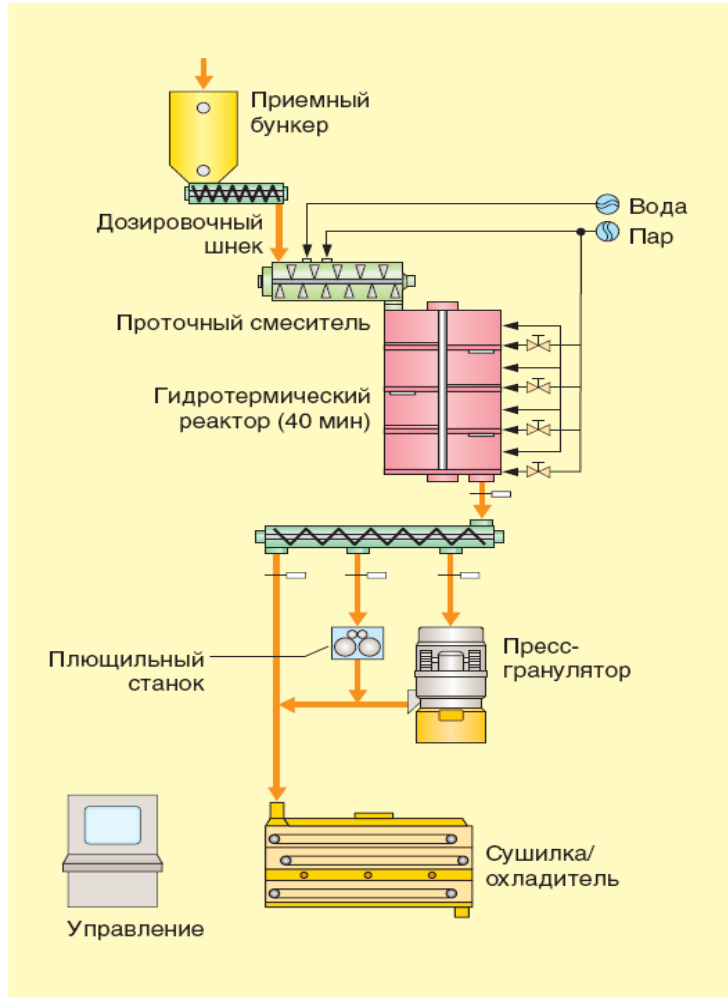 Приемный
бункер
Дозировочный
шнек
Вода
Пар
Проточный смеситель
Гидротермический
реактор (40 мин)
Плющильный
станок
Пресс-
гранулятор
Сушилка/
охладитель
Управление